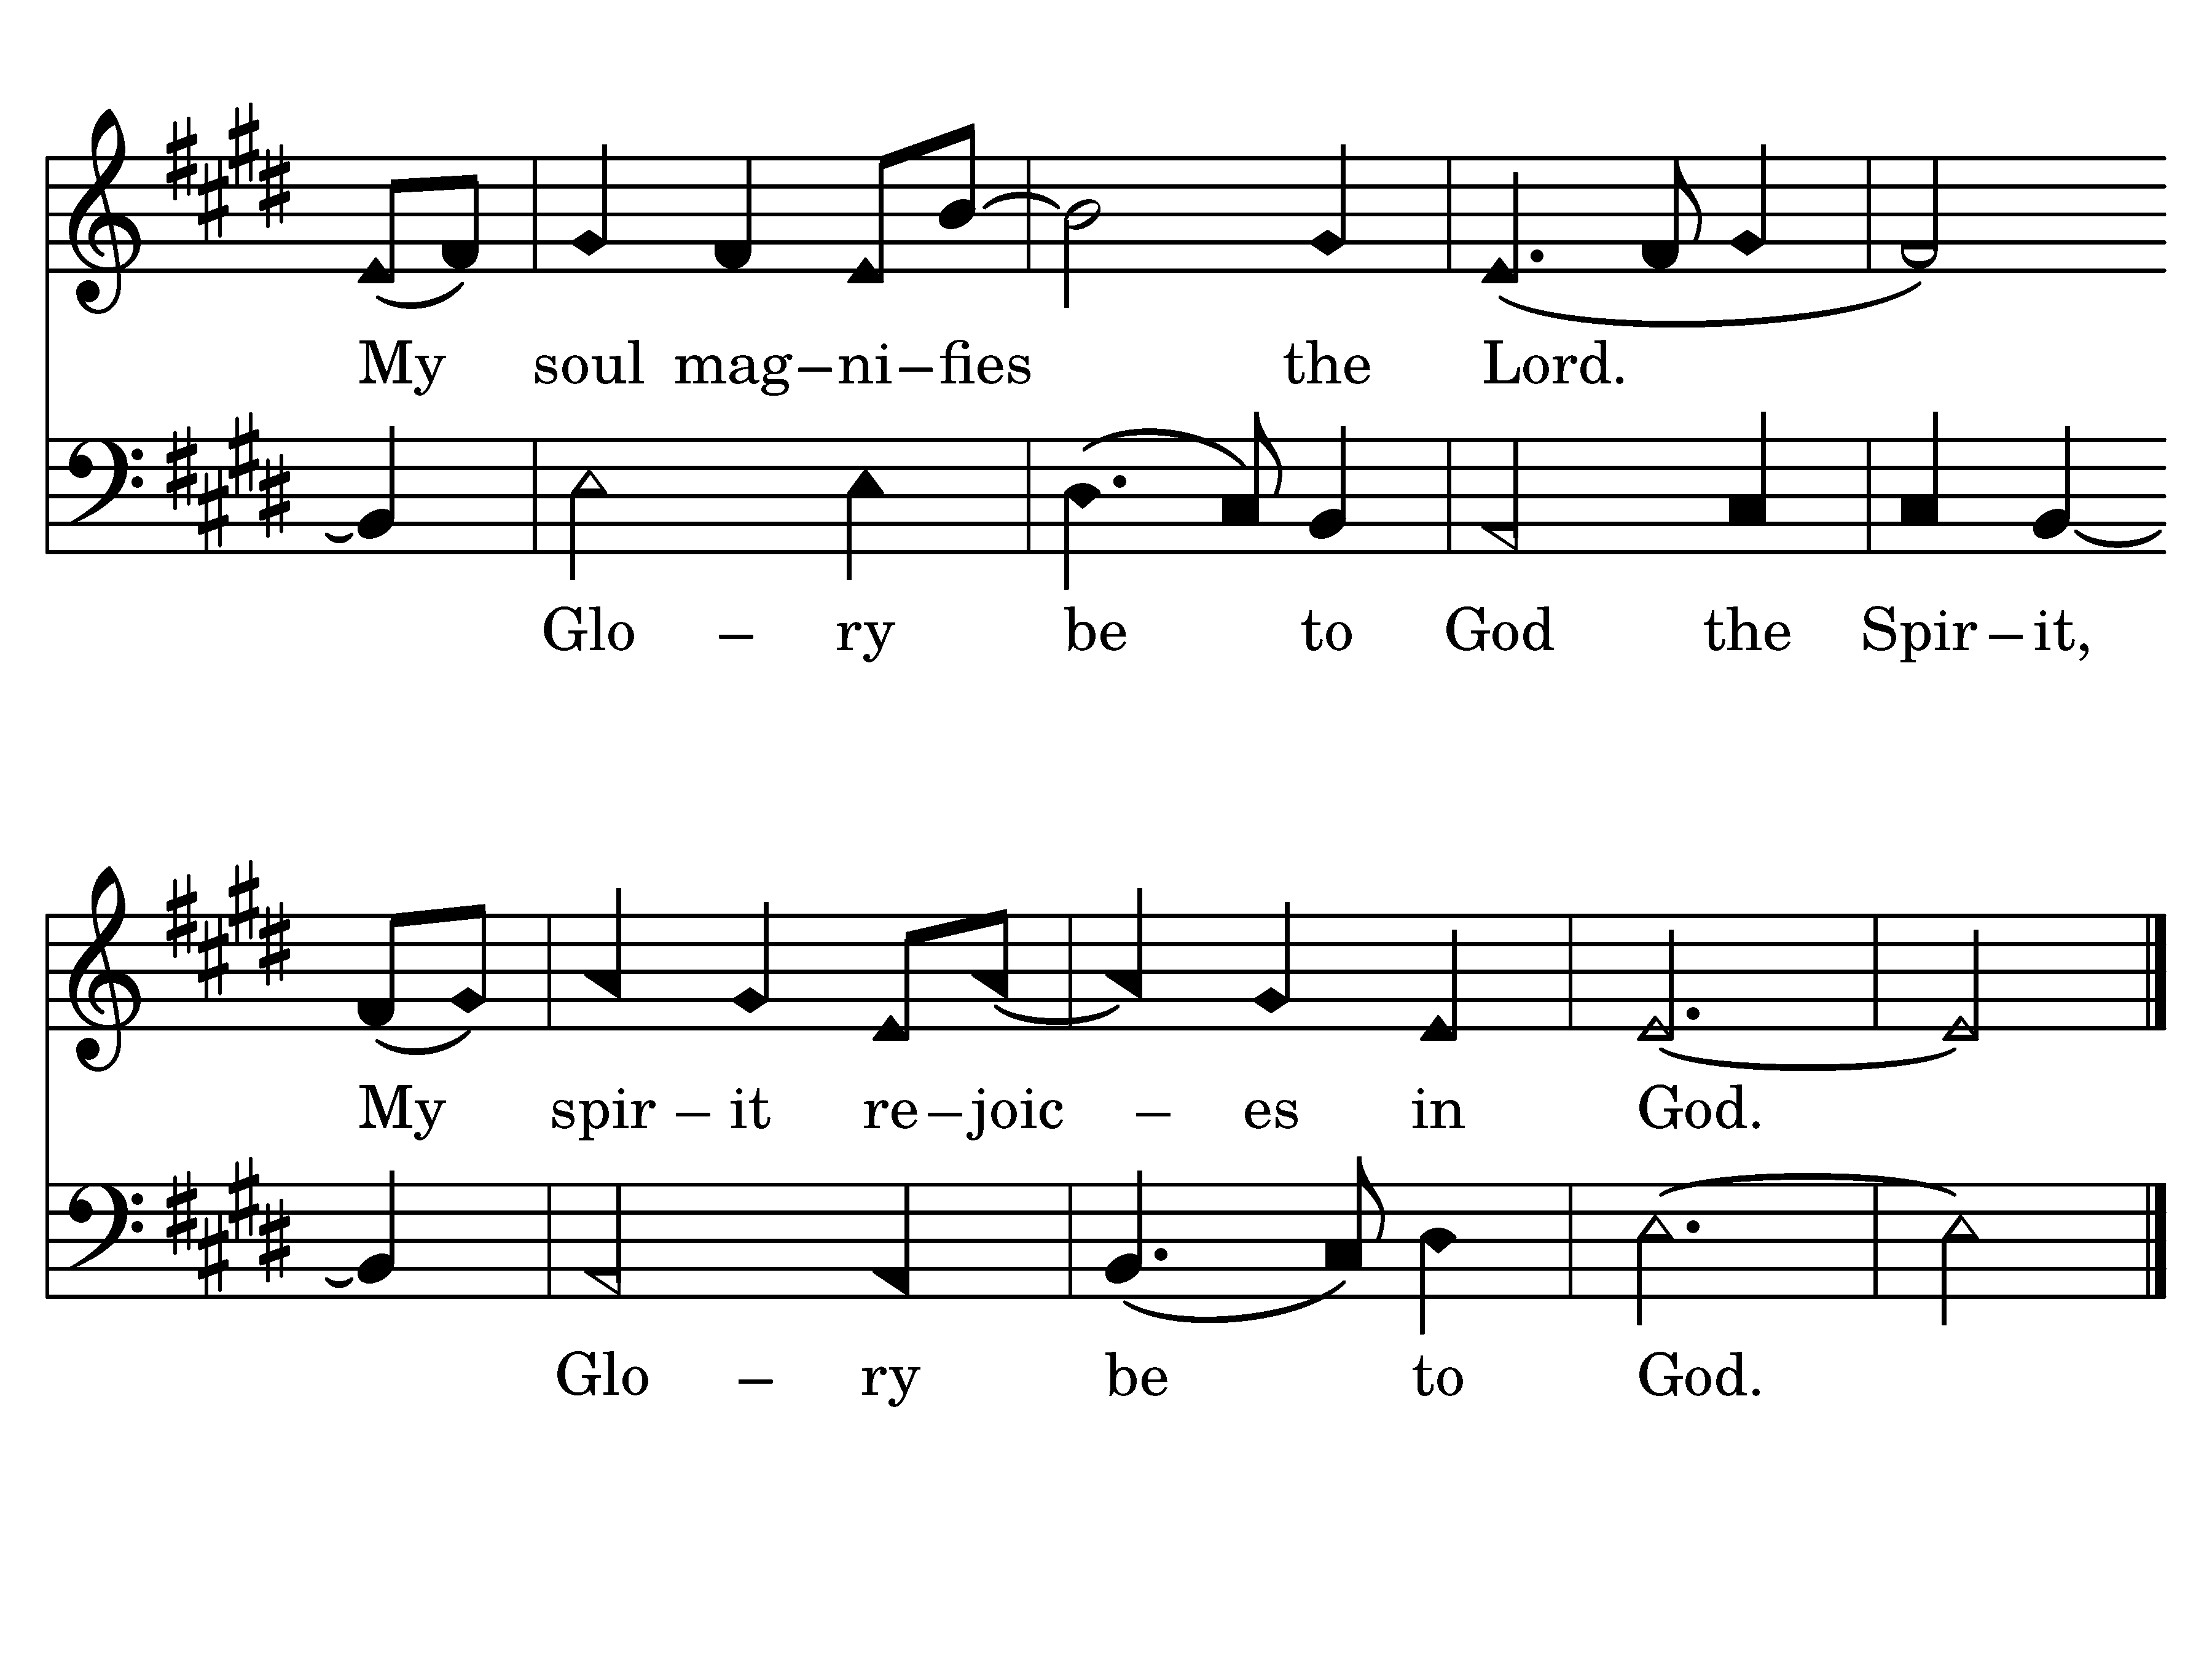 My soul mag–ni–fies the Lord.
Glo – ry be to God the Spir–it,
My spir – it re–joic – es in God.
Glo – ry be to God.